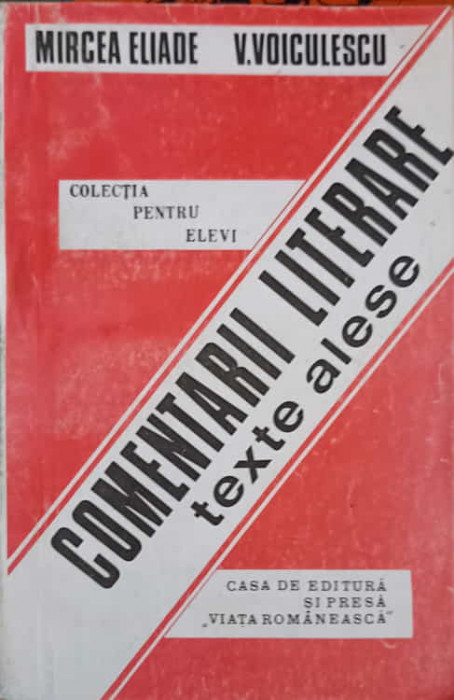 MIRCEA ELIADE V.VOICULESCU
COLECȚIA
PENTRU
ELEVI
COMENTARII LITERARE
texte alese
CASA DE EDITURĂ
ȘI PRESĂ
„VIAȚA ROMÂNEASCĂ"